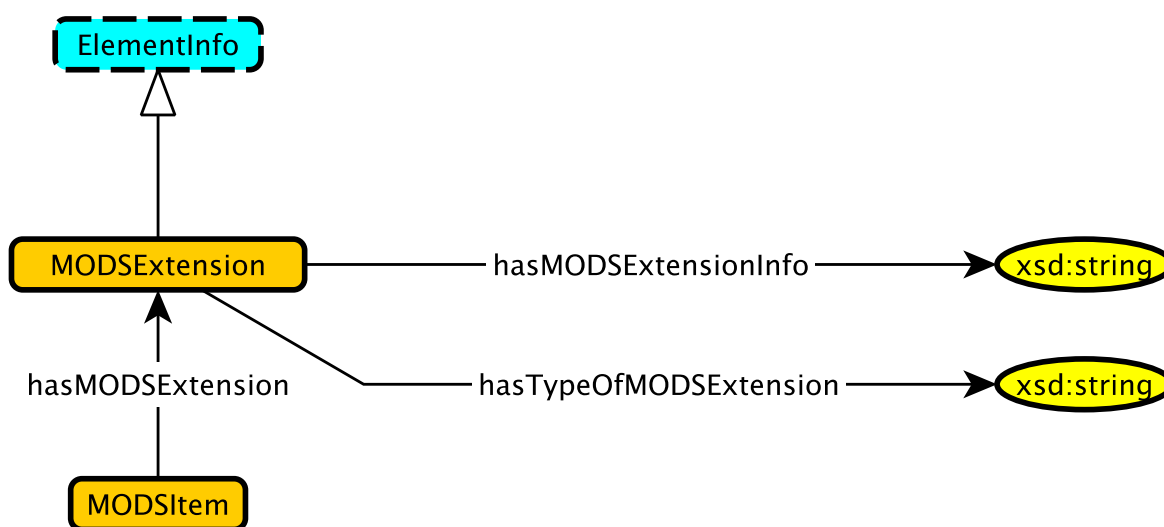 ElementInfo
MODSExtension
hasMODSExtensionInfo
xsd:string
hasMODSExtension
hasTypeOfMODSExtension
xsd:string
MODSItem